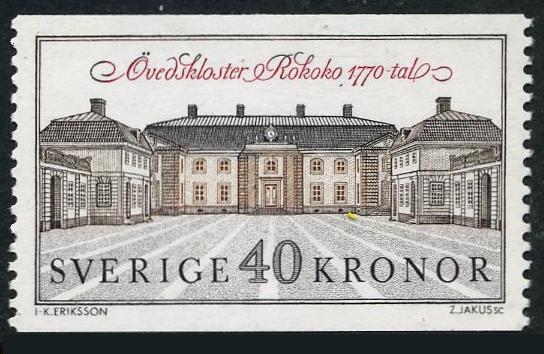 Övedskloster Rokoko 1770-tal
SVERIGE 40 KRONOR
I-K.ERIKSSON
Z.JAKUS SC